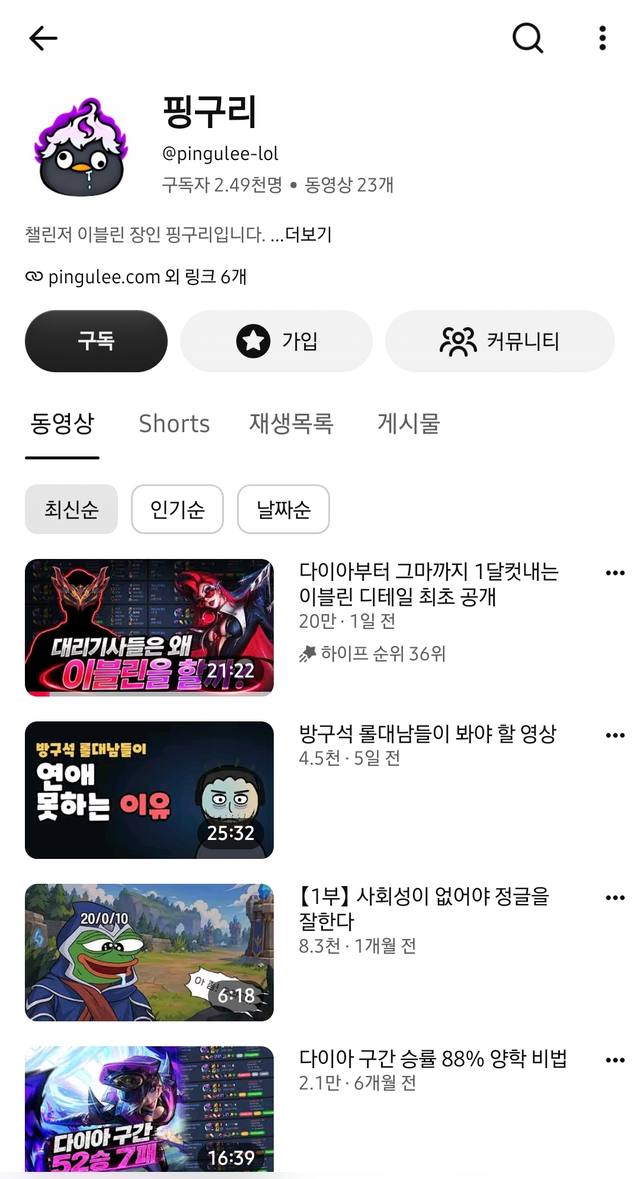 핑구리
@pingulee-lol
구독자 2.49천명 • 동영상 23개
챌린저 이블린 장인 핑구리입니다. ...더보기
pingulee.com 외 링크 6개
구독
가입
커뮤니티
동영상
Shorts
재생목록
게시물
최신순
인기순
날짜순
대리기사들은 왜
이블린을 할까?
21:22
다이아부터 그마까지 1달컷내는
이블린 디테일 최초 공개
20만 · 1일 전
하이프 순위 36위
방구석 롤대남들이
연애
못하는 이유
25:32
방구석 롤대남들이 봐야 할 영상
4.5천 · 5일 전
20/0/10
6:18
【1부】 사회성이 없어야 정글을
잘한다
8.3천 · 1개월 전
다이아 구간
52승 7패
16:39
다이아 구간 승률 88% 양학 비법
2.1만 · 6개월 전